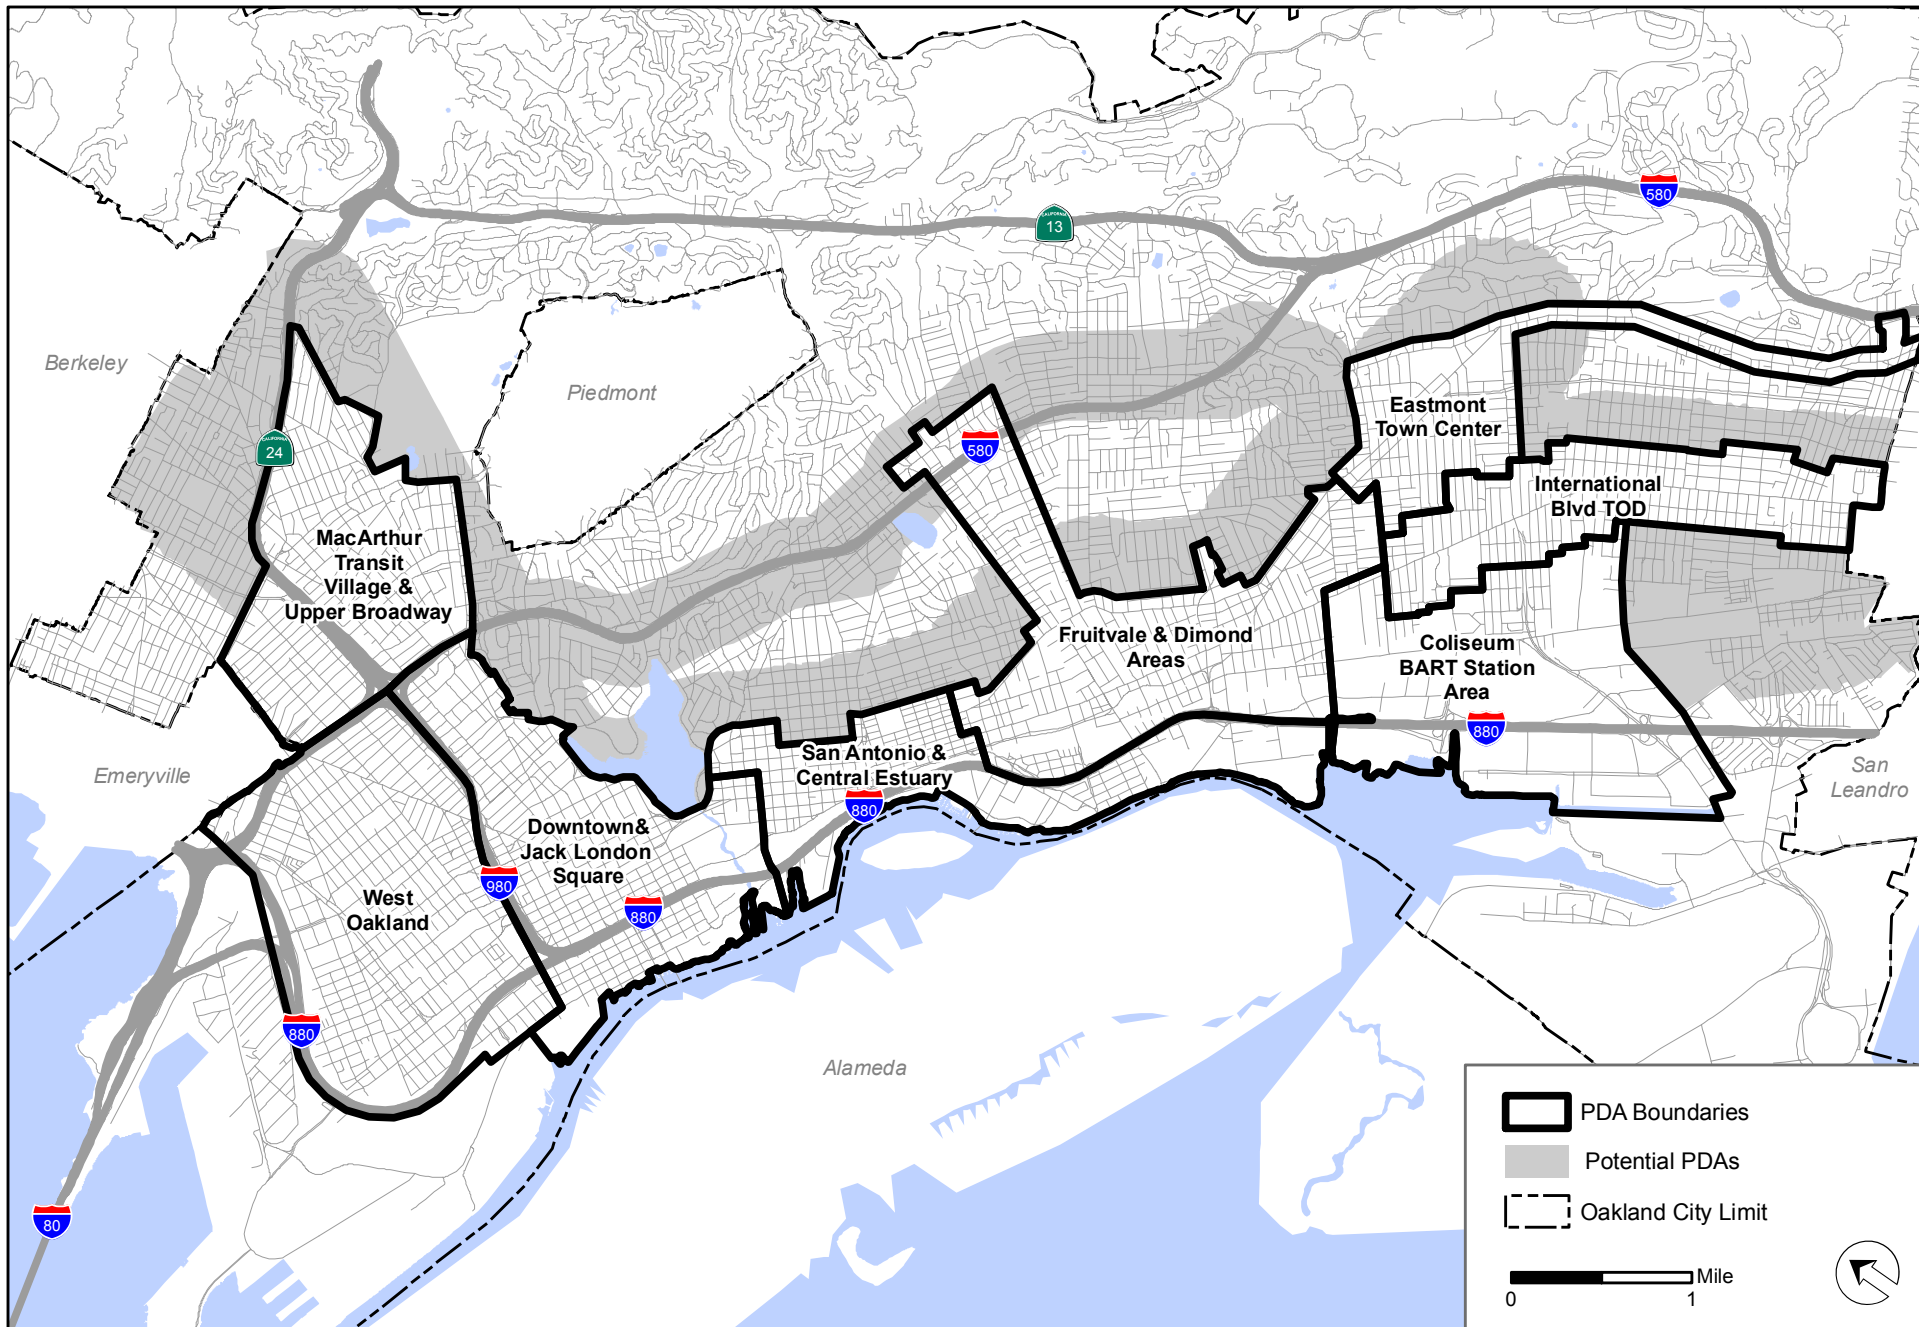 580
CALIFORNIA
13
Berkeley
Piedmont
CALIFORNIA
24
580
Eastmont
Town Center
International
Blvd TOD
MacArthur
Transit
Village &
Upper Broadway
Fruitvale & Dimond
Areas
Coliseum
BART Station
Area
880
San Antonio &
Central Estuary
880
Emeryville
San
Leandro
Downtown&
Jack London
Square
980
880
West
Oakland
880
Alameda
80
PDA Boundaries
Potential PDAs
Oakland City Limit
Mile
0 1